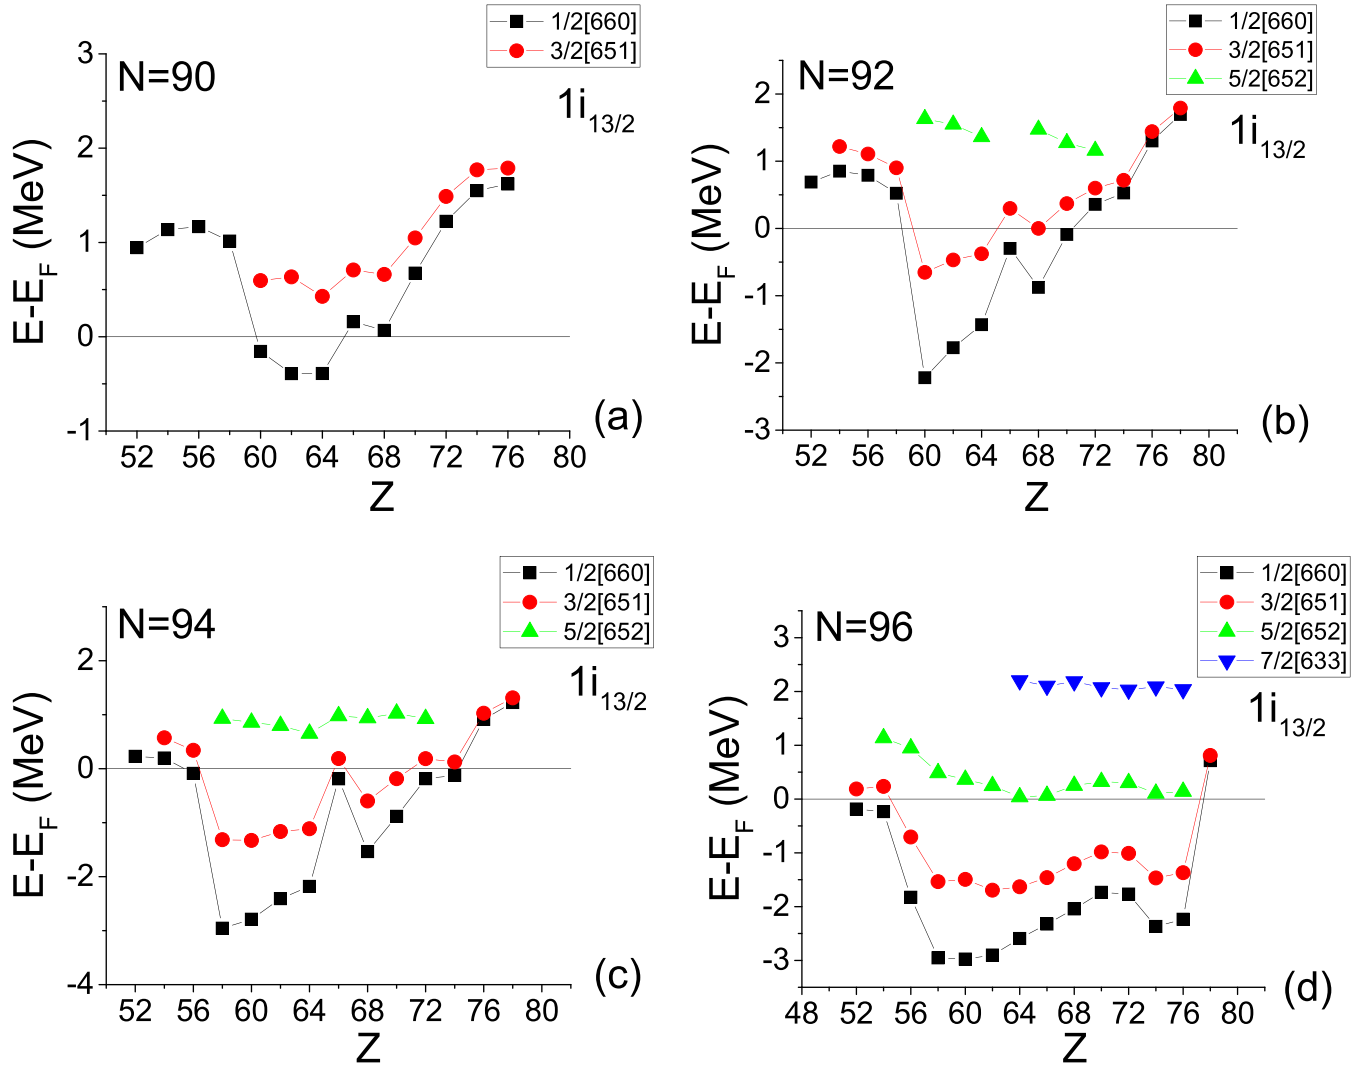 1/2[660]
3/2[651]
N=90
1i13/2
3
2
1
0
-1
E-EF (MeV)
52 56 60 64 68 72 76 80
Z
(a)
1/2[660]
3/2[651]
5/2[652]
N=92
1i13/2
2
1
0
-1
-2
-3
E-EF (MeV)
52 56 60 64 68 72 76 80
Z
(b)
1/2[660]
3/2[651]
5/2[652]
N=94
1i13/2
2
0
-2
-4
E-EF (MeV)
52 56 60 64 68 72 76 80
Z
(c)
1/2[660]
3/2[651]
5/2[652]
7/2[633]
N=96
1i13/2
3
2
1
0
-1
-2
-3
E-EF (MeV)
48 52 56 60 64 68 72 76 80
Z
(d)